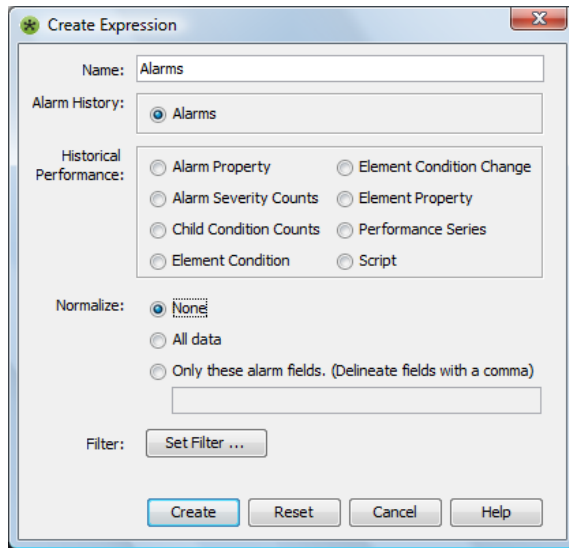 Create Expression
Name: Alarms
Alarm History: Alarms
Historical
Performance:
Alarm Property Element Condition Change
Alarm Severity Counts Element Property
Child Condition Counts Performance Series
Element Condition Script
Normalize: None
All data
Only these alarm fields. (Delineate fields with a comma)
Filter: Set Filter ...
Create Reset Cancel Help